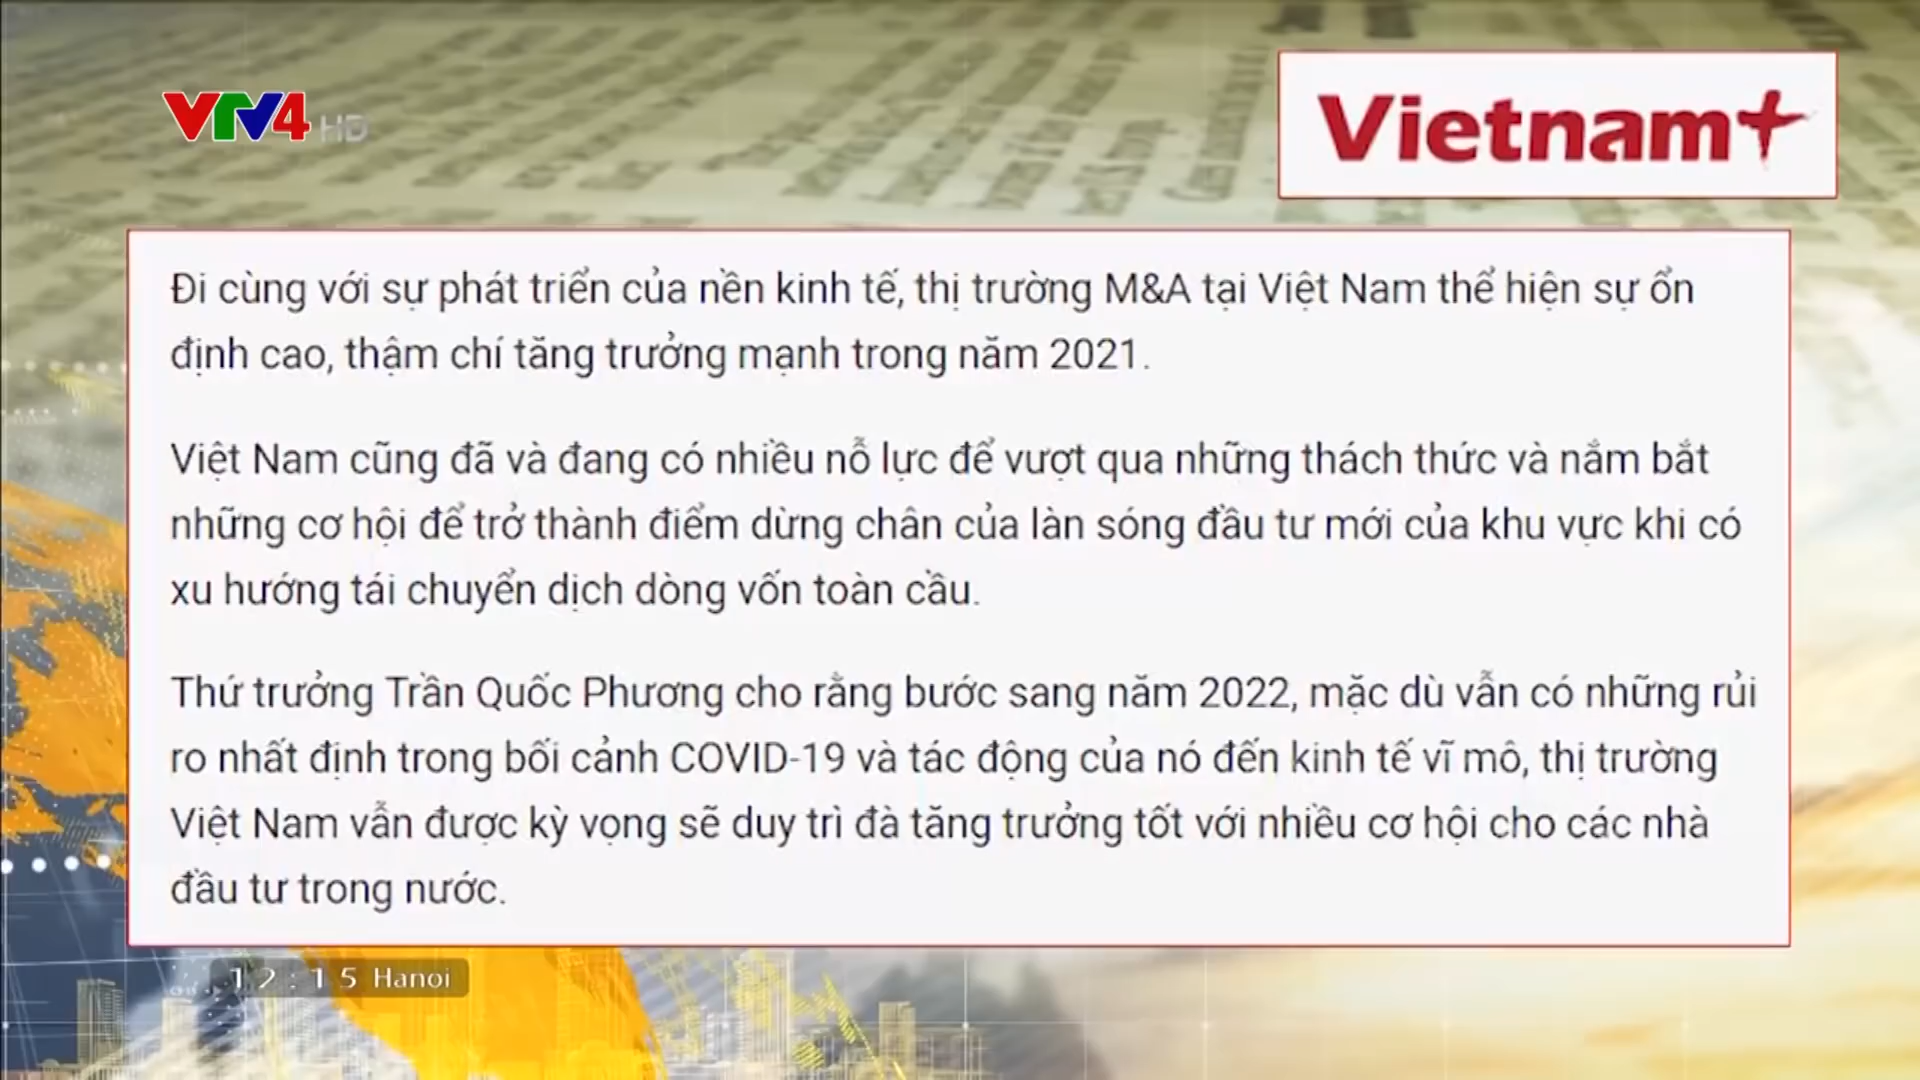 VTV4 HD
Vietnam+
Đi cùng với sự phát triển của nền kinh tế, thị trường M&A tại Việt Nam thể hiện sự ổn
định cao, thậm chí tăng trưởng mạnh trong năm 2021.
Việt Nam cũng đã và đang có nhiều nỗ lực để vượt qua những thách thức và nắm bắt
những cơ hội để trở thành điểm dừng chân của làn sóng đầu tư mới của khu vực khi có
xu hướng tái chuyển dịch dòng vốn toàn cầu.
Thứ trưởng Trần Quốc Phương cho rằng bước sang năm 2022, mặc dù vẫn có những rủi
ro nhất định trong bối cảnh COVID-19 và tác động của nó đến kinh tế vĩ mô, thị trường
Việt Nam vẫn được kỳ vọng sẽ duy trì đà tăng trưởng tốt với nhiều cơ hội cho các nhà
đầu tư trong nước.
12:15 Hanoi